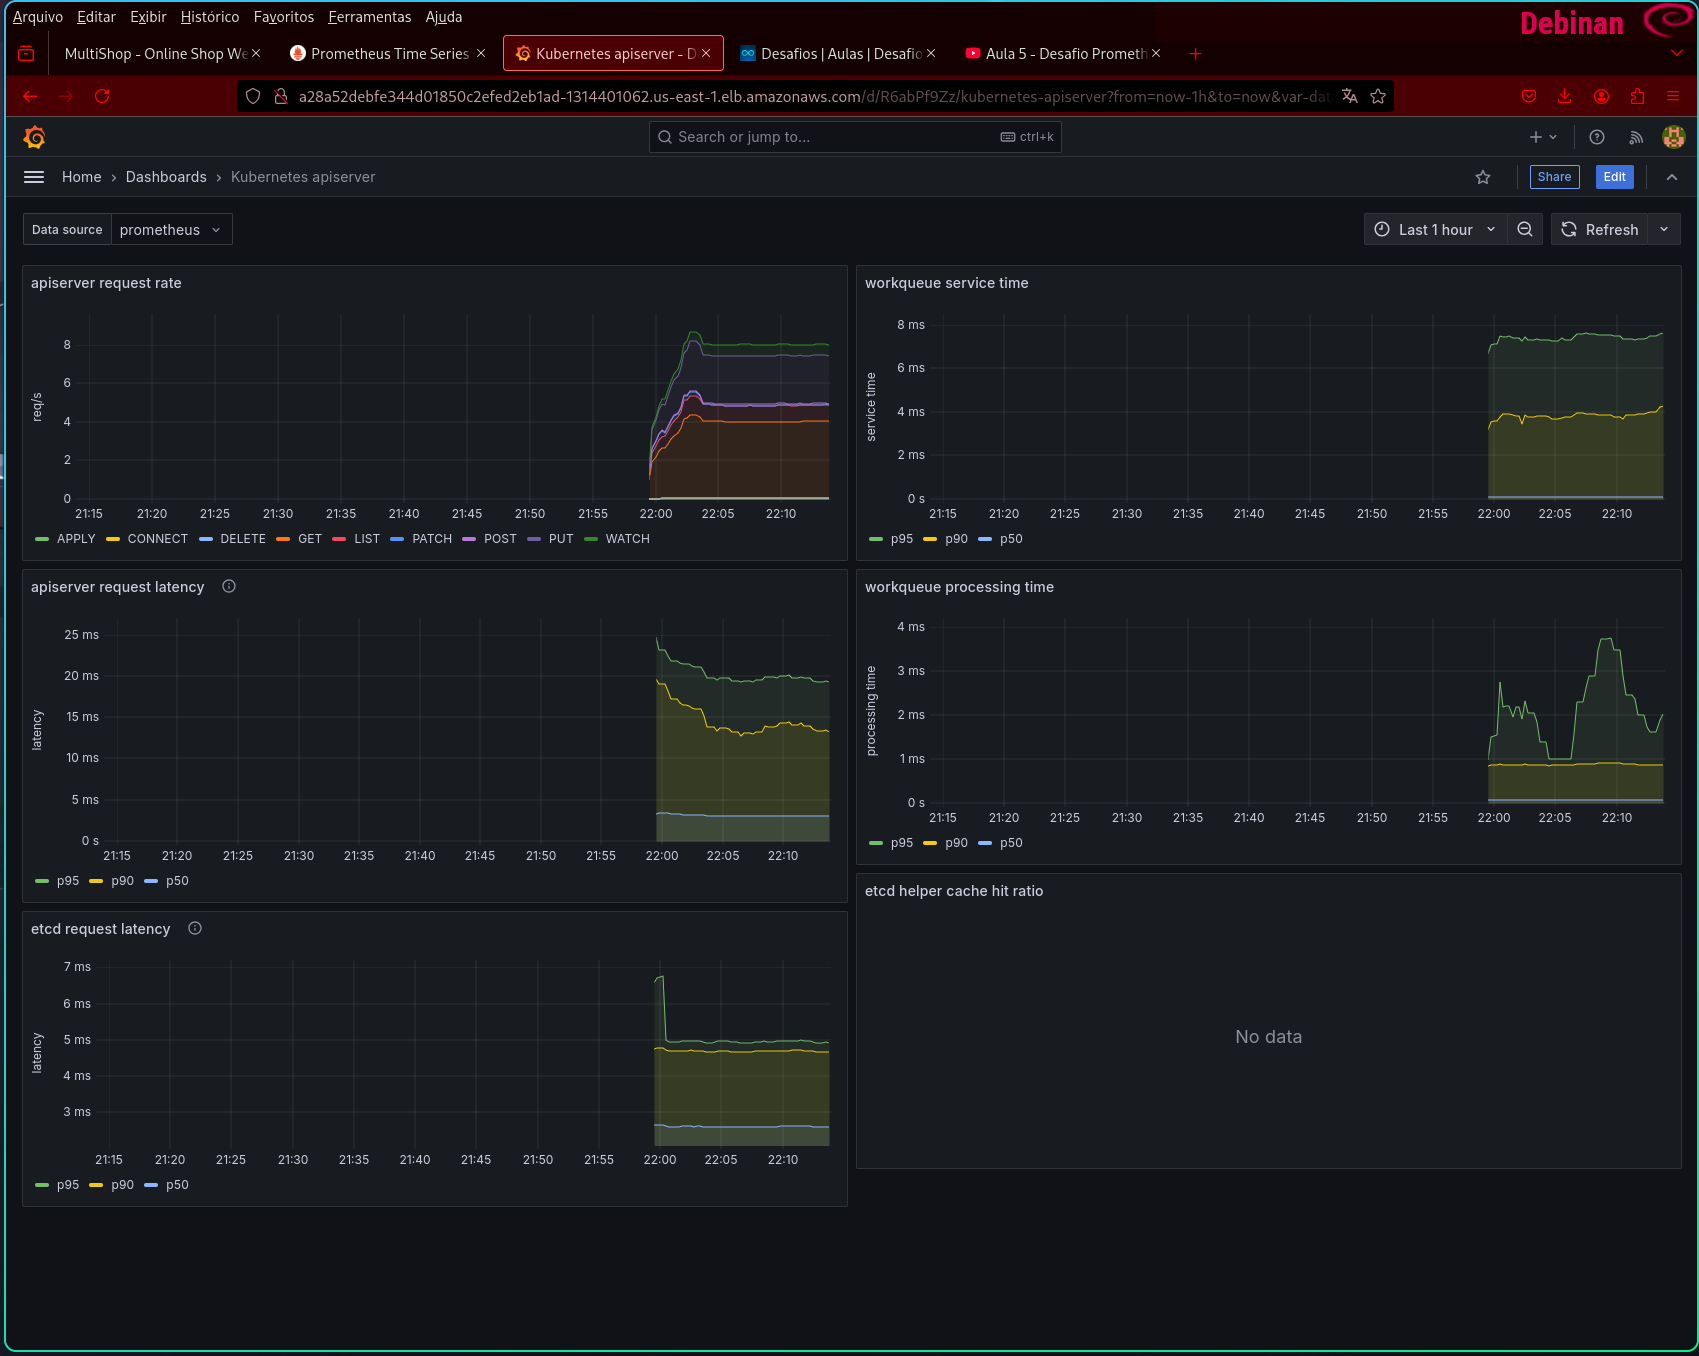 Arquivo Editar Exibir Histórico Favoritos Ferramentas Ajuda
Debinan
MultiShop - Online Shop We
Prometheus Time Series
Kubernetes apiserver - D
Desafios | Aulas | Desafio
Aula 5 - Desafio Prometh
a28a52debfe344d01850c2efed2eb1ad-1314401062.us-east-1.elb.amazonaws.com/d/R6abPf9Zz/kubernetes-apiserver?from=now-1h&to=now&var-dat
Search or jump to... ctrl+k
Home › Dashboards › Kubernetes apiserver
Share Edit
Data source prometheus
Last 1 hour Refresh
apiserver request rate
req/s
8
6
4
2
0
21:15 21:20 21:25 21:30 21:35 21:40 21:45 21:50 21:55 22:00 22:05 22:10
APPLY CONNECT DELETE GET LIST PATCH POST PUT WATCH
workqueue service time
service time
8 ms
6 ms
4 ms
2 ms
0 s
21:15 21:20 21:25 21:30 21:35 21:40 21:45 21:50 21:55 22:00 22:05 22:10
p95 p90 p50
apiserver request latency
latency
25 ms
20 ms
15 ms
10 ms
5 ms
0 s
21:15 21:20 21:25 21:30 21:35 21:40 21:45 21:50 21:55 22:00 22:05 22:10
p95 p90 p50
workqueue processing time
processing time
4 ms
3 ms
2 ms
1 ms
0 s
21:15 21:20 21:25 21:30 21:35 21:40 21:45 21:50 21:55 22:00 22:05 22:10
p95 p90 p50
etcd request latency
latency
7 ms
6 ms
5 ms
4 ms
3 ms
21:15 21:20 21:25 21:30 21:35 21:40 21:45 21:50 21:55 22:00 22:05 22:10
p95 p90 p50
etcd helper cache hit ratio
No data